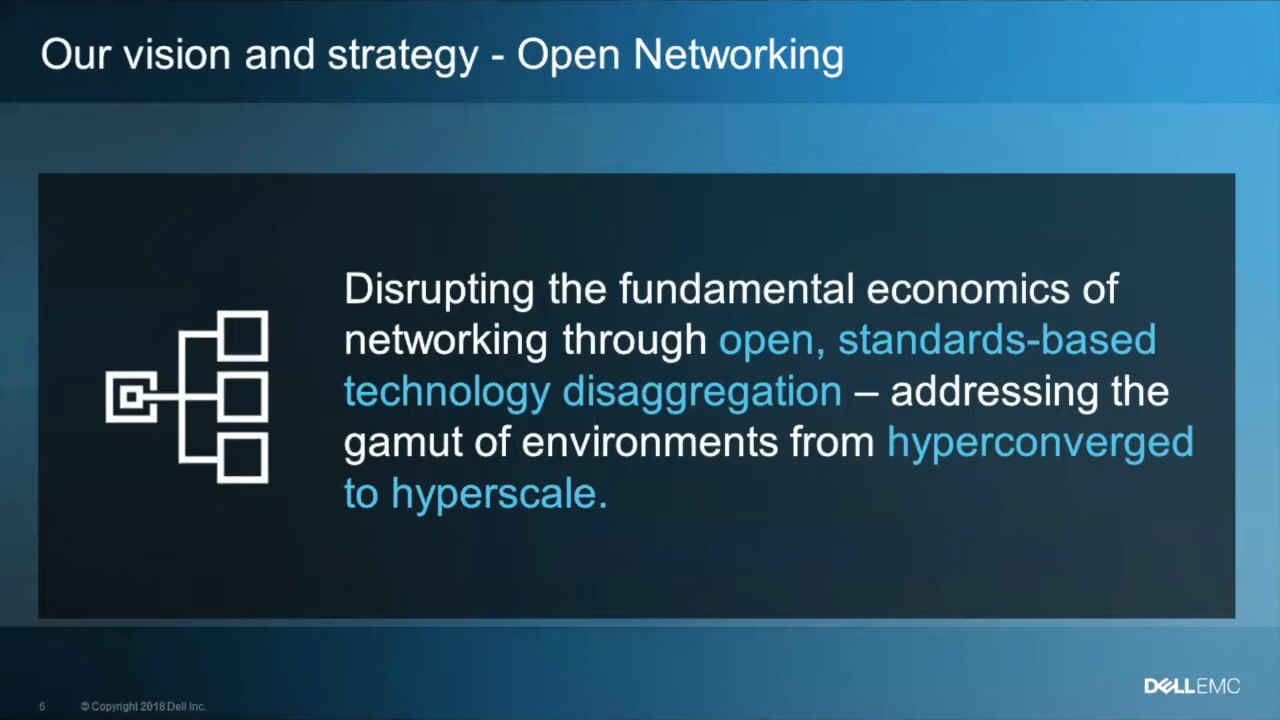 Our vision and strategy - Open Networking
Disrupting the fundamental economics of
networking through open, standards-based
technology disaggregation – addressing the
gamut of environments from hyperconverged
to hyperscale.
DELLEMC
6
© Copyright 2018 Dell Inc.